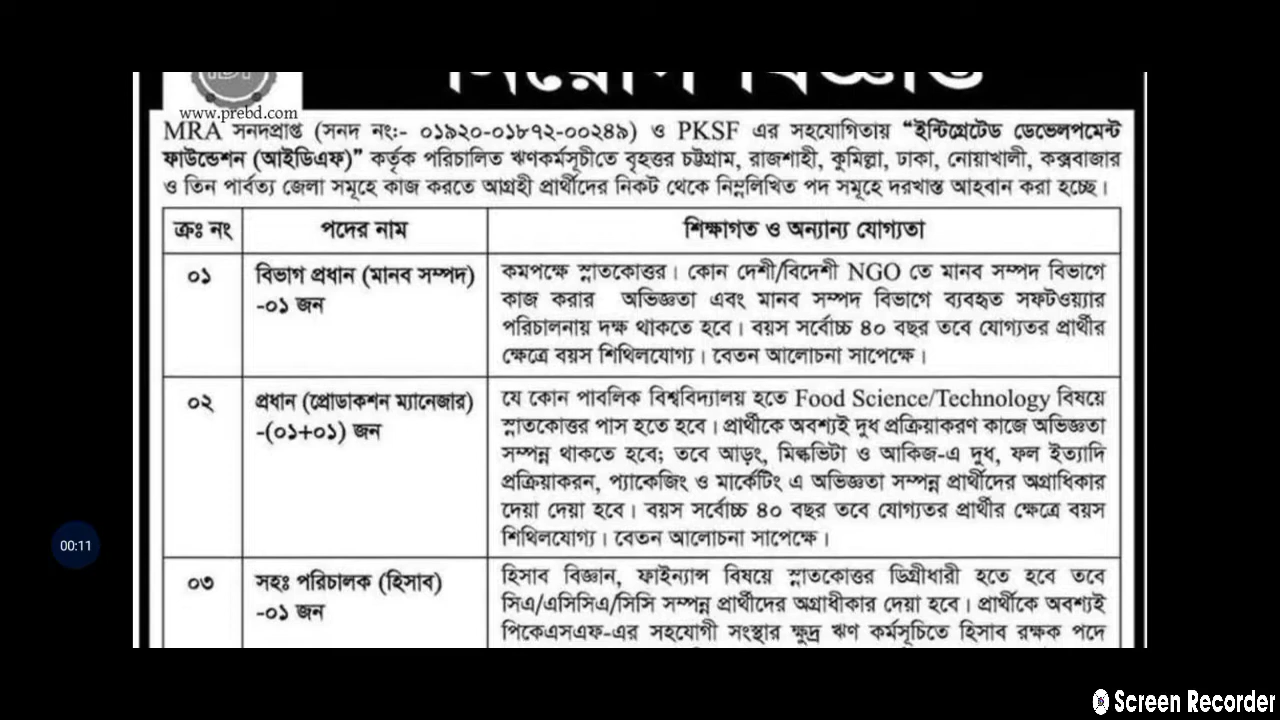 নিয়োগ বিজ্ঞপ্তি
www.prebd.com
MRA সনদপ্রাপ্ত (সনদ নং:- ০১৯২০-০১৮৭২-০০২৪৯) ও PKSF এর সহযোগিতায় “ইন্টিগ্রেটেড ডেভেলপমেন্ট
ফাউন্ডেশন (আইডিএফ)” কর্তৃক পরিচালিত ঋণকর্মসূচীতে বৃহত্তর চট্টগ্রাম, রাজশাহী, কুমিল্লা, ঢাকা, নোয়াখালী, কক্সবাজার
ও তিন পার্বত্য জেলা সমূহে কাজ করতে আগ্রহী প্রার্থীদের নিকট থেকে নিম্নলিখিত পদ সমূহে দরখাস্ত আহবান করা হচ্ছে।
ক্রঃ নং পদের নাম শিক্ষাগত ও অন্যান্য যোগ্যতা
০১ বিভাগ প্রধান (মানব সম্পদ)
-০১ জন
কমপক্ষে স্নাতকোত্তর। কোন দেশী/বিদেশী NGO তে মানব সম্পদ বিভাগে
কাজ করার অভিজ্ঞতা এবং মানব সম্পদ বিভাগে ব্যবহৃত সফটওয়্যার
পরিচালনায় দক্ষ থাকতে হবে। বয়স সর্বোচ্চ ৪০ বছর তবে যোগ্যতর প্রার্থীর
ক্ষেত্রে বয়স শিথিলযোগ্য। বেতন আলোচনা সাপেক্ষে।
০২ প্রধান (প্রোডাকশন ম্যানেজার)
-(০১+০১) জন
যে কোন পাবলিক বিশ্ববিদ্যালয় হতে Food Science/Technology বিষয়ে
স্নাতকোত্তর পাস হতে হবে। প্রার্থীকে অবশ্যই দুধ প্রক্রিয়াকরণ কাজে অভিজ্ঞতা
সম্পন্ন থাকতে হবে; তবে আড়ং, মিল্কভিটা ও আকিজ-এ দুধ, ফল ইত্যাদি
প্রক্রিয়াকরন, প্যাকেজিং ও মার্কেটিং এ অভিজ্ঞতা সম্পন্ন প্রার্থীদের অগ্রাধিকার
দেয়া দেয়া হবে। বয়স সর্বোচ্চ ৪০ বছর তবে যোগ্যতর প্রার্থীর ক্ষেত্রে বয়স
শিথিলযোগ্য। বেতন আলোচনা সাপেক্ষে।
০৩ সহঃ পরিচালক (হিসাব)
-০১ জন
হিসাব বিজ্ঞান, ফাইন্যান্স বিষয়ে স্নাতকোত্তর ডিগ্রীধারী হতে হবে তবে
সিএ/এসিসিএ/সিসি সম্পন্ন প্রার্থীদের অগ্রাধীকার দেয়া হবে। প্রার্থীকে অবশ্যই
পিকেএসএফ-এর সহযোগী সংস্থার ক্ষুদ্র ঋণ কর্মসূচিতে হিসাব রক্ষক পদে
00:11
Screen Recorder